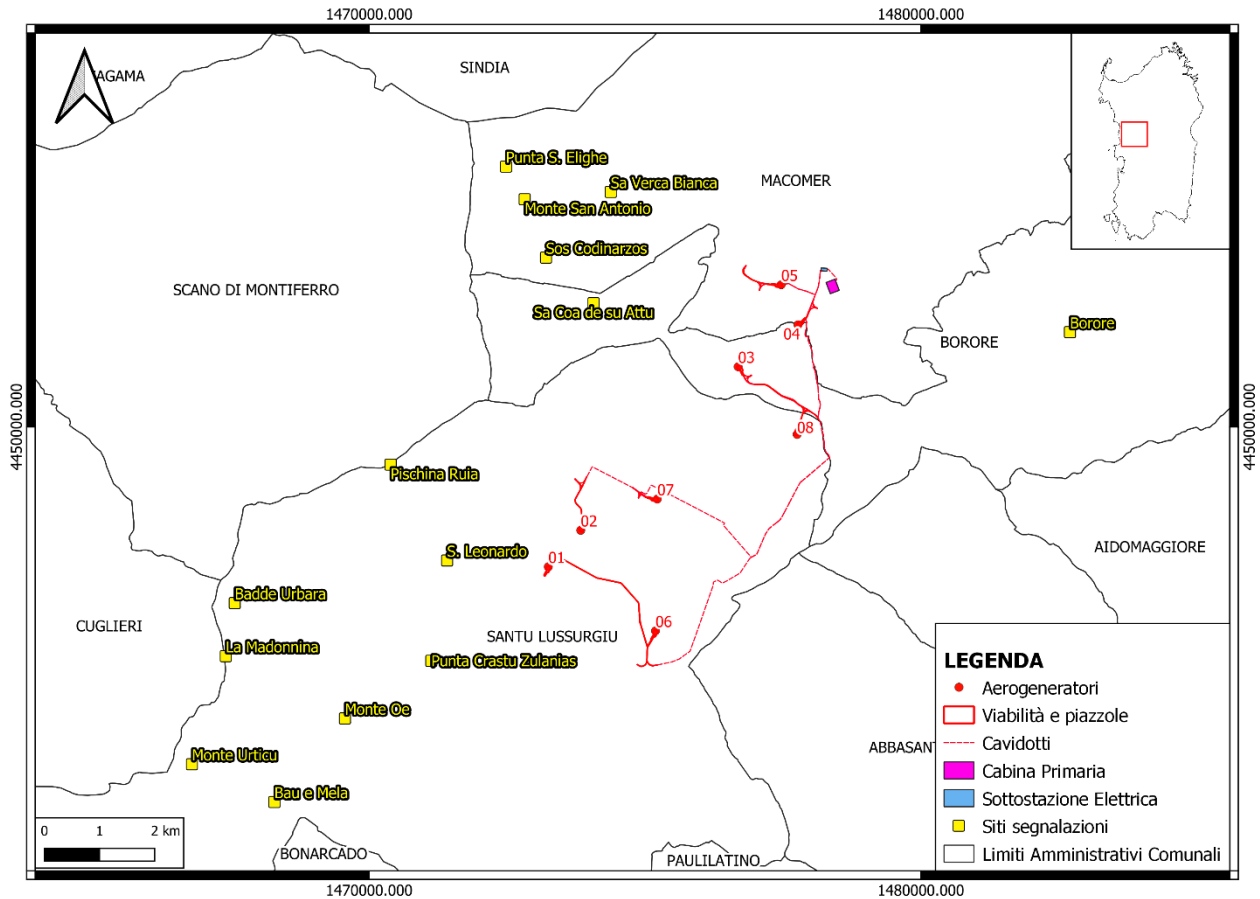 1470000.000
1480000.000
SINDIA
AGAMA
MACOMER
Punta S. Elighe
Sa Verca Bianca
Monte San Antonio
Sos Codinarzos
SCANO DI MONTIFERRO
05
Sa Coa de su Attu
04
Borore
BORORE
03
4450000.000
4450000.000
08
Pischina Ruia
07
02
S. Leonardo
01
AIDOMAGGIORE
Badde Urbara
CUGLIERI
06
SANTU LUSSURGIU
La Madonnina
Punta Crastu Zulanias
LEGENDA
Aerogeneratori
Monte Oe
Viabilità e piazzole
ABBASANT
Cavidotti
Monte Urticu
Cabina Primaria
Bau e Mela
Sottostazione Elettrica
0 1 2 km
Siti segnalazioni
BONARCADO
PAULILATINO
Limiti Amministrativi Comunali
1470000.000
1480000.000